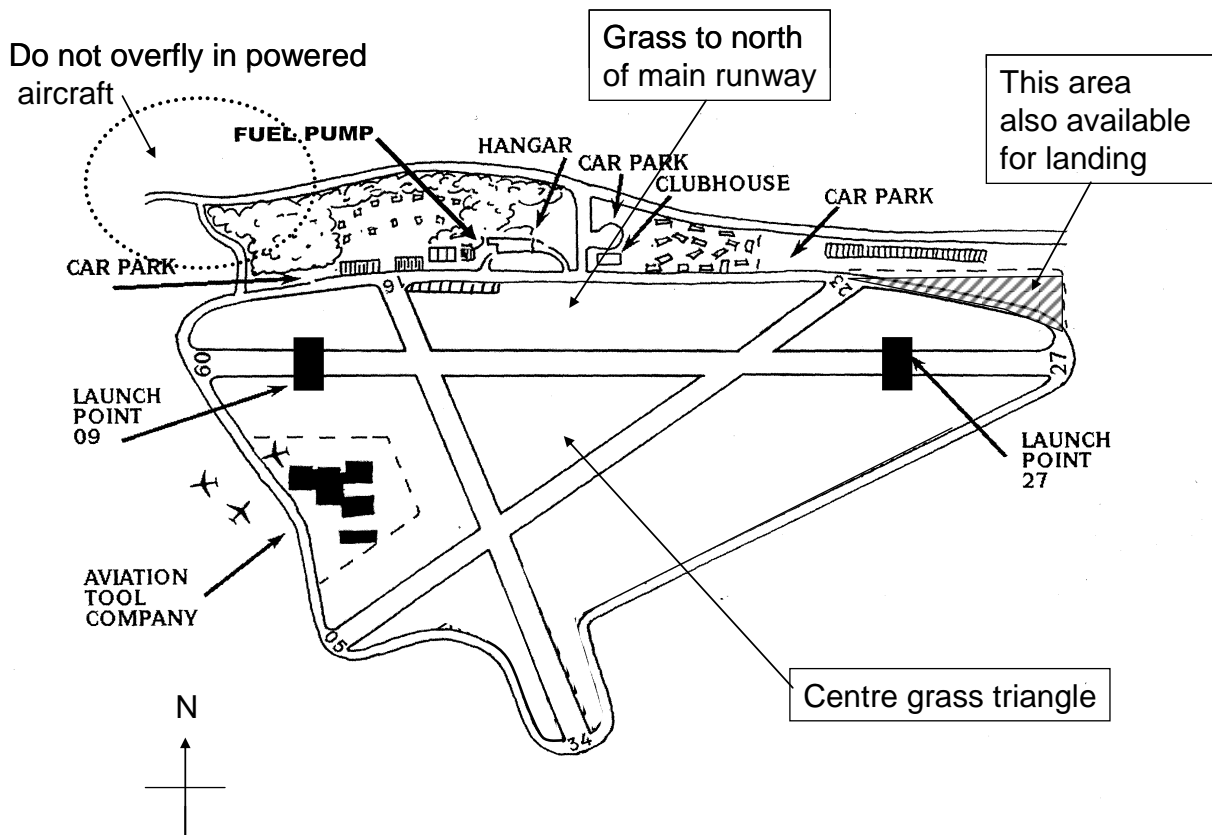 Do not overfly in powered
aircraft
Grass to north
of main runway
This area
also available
for landing
FUEL PUMP
HANGAR
CAR PARK
CLUBHOUSE
CAR PARK
CAR PARK
16
23
09
27
LAUNCH
POINT
09
LAUNCH
POINT
27
AVIATION
TOOL
COMPANY
05
34
Centre grass triangle
N